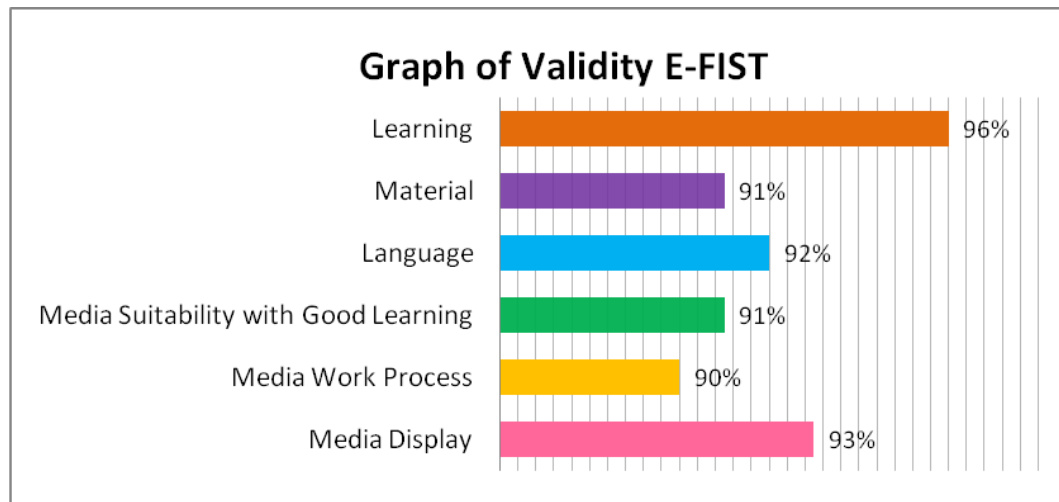 Graph of Validity E-FIST
Learning
96%
Material
91%
Language
92%
Media Suitability with Good Learning
91%
Media Work Process
90%
Media Display
93%